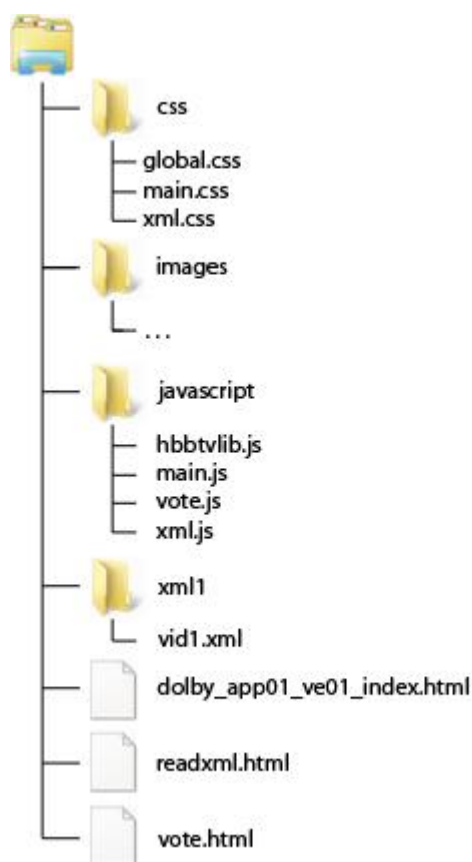 css
global.css
main.css
xml.css
images
...
javascript
hbbtvlib.js
main.js
vote.js
xml.js
xml1
vid1.xml
dolby_app01_ve01_index.html
readxml.html
vote.html